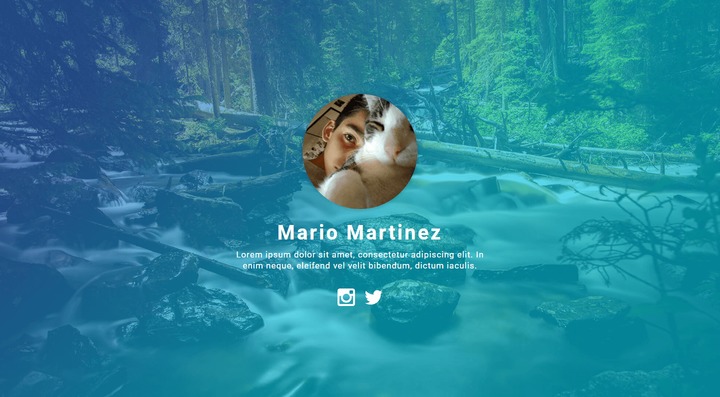 Mario Martinez
Lorem ipsum dolor sit amet, consectetur adipiscing elit. In
enim neque, eleifend vel velit bibendum, dictum iaculis.